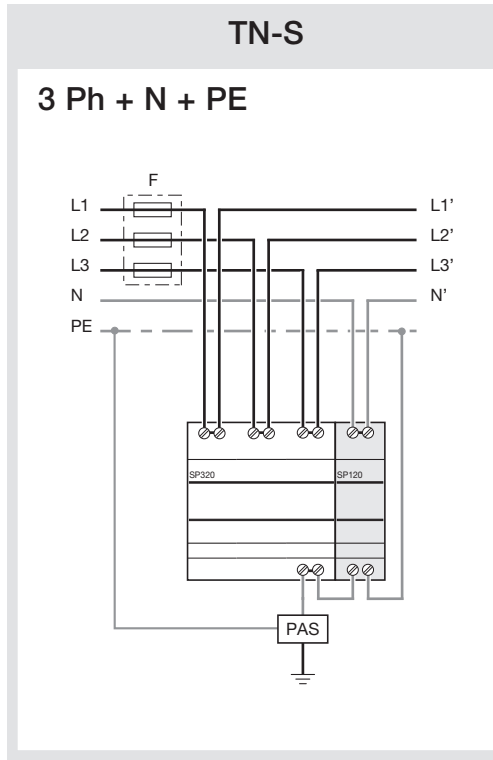 TN-S
3 Ph + N + PE
F
L1 L1’
L2 L2’
L3 L3’
N N’
PE
SP320 SP120
PAS